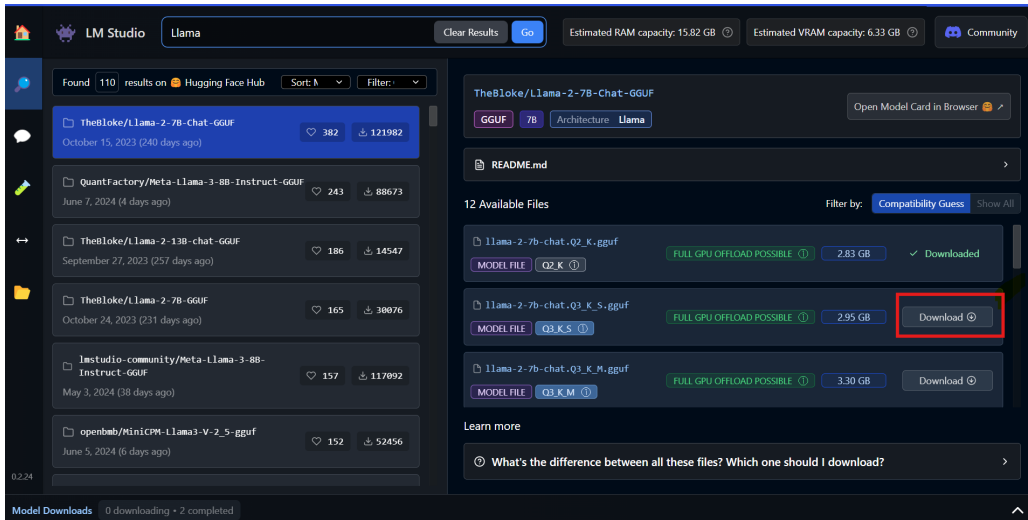 LM Studio
Llama
Clear Results
Go
Estimated RAM capacity: 15.82 GB
Estimated VRAM capacity: 6.33 GB
Community
Found 110 results on Hugging Face Hub
Sort:
Filter:
TheBloke/Llama-2-7B-Chat-GGUF
October 15, 2023 (240 days ago)
382
121982
QuantFactory/Meta-Llama-3-8B-Instruct-GGUF
June 7, 2024 (4 days ago)
243
88673
TheBloke/Llama-2-13B-chat-GGUF
September 27, 2023 (257 days ago)
186
14547
TheBloke/Llama-2-7B-GGUF
October 24, 2023 (231 days ago)
165
30076
lmstudio-community/Meta-Llama-3-8B-
Instruct-GGUF
May 3, 2024 (38 days ago)
157
117092
openbmb/MiniCPM-Llama3-V-2_5-gguf
June 5, 2024 (6 days ago)
152
52456
0.2.24
TheBloke/Llama-2-7B-Chat-GGUF
GGUF
7B
Architecture Llama
Open Model Card in Browser
README.md
12 Available Files
Filter by:
Compatibility Guess
Show All
llama-2-7b-chat.Q2_K.gguf
MODEL FILE
Q2_K
FULL GPU OFFLOAD POSSIBLE
2.83 GB
Downloaded
llama-2-7b-chat.Q3_K_S.gguf
MODEL FILE
Q3_K_S
FULL GPU OFFLOAD POSSIBLE
2.95 GB
Download
llama-2-7b-chat.Q3_K_M.gguf
MODEL FILE
Q3_K_M
FULL GPU OFFLOAD POSSIBLE
3.30 GB
Download
Learn more
What's the difference between all these files? Which one should I download?
Model Downloads
0 downloading • 2 completed